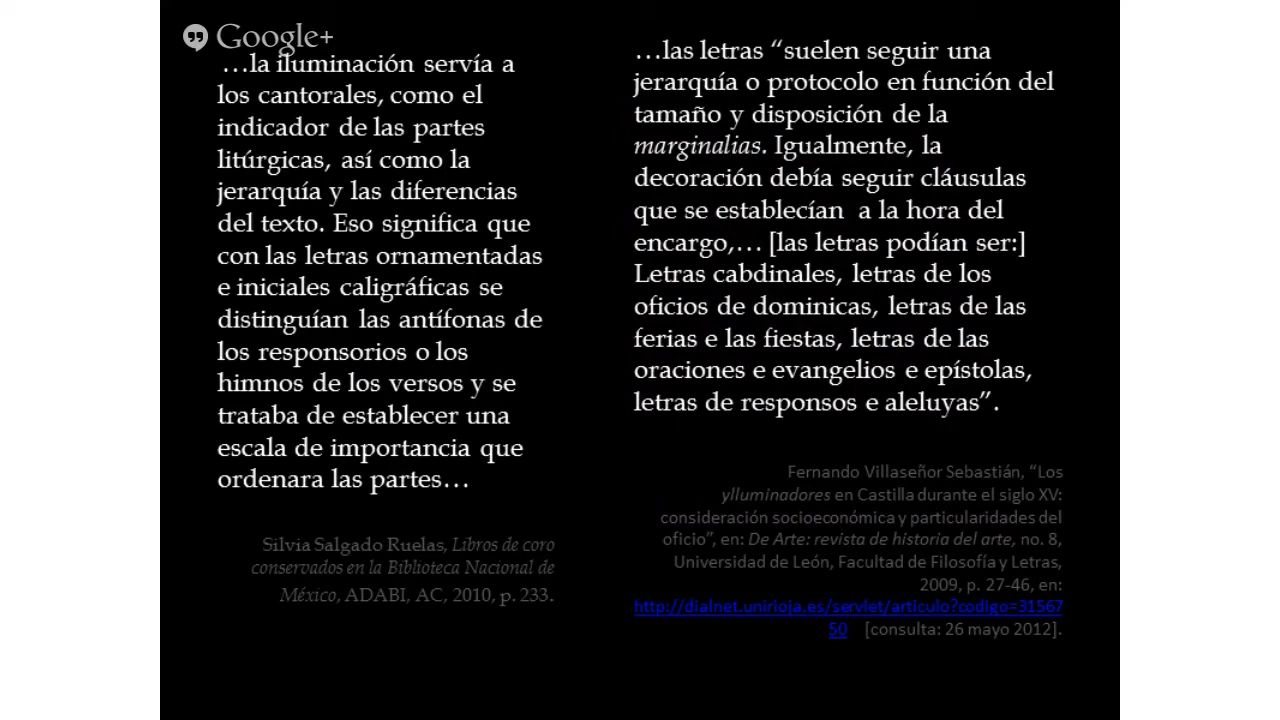 Google+
…la iluminación servía a
los cantorales, como el
indicador de las partes
litúrgicas, así como la
jerarquía y las diferencias
del texto. Eso significa que
con las letras ornamentadas
e iniciales caligráficas se
distinguían las antífonas de
los responsorios o los
himnos de los versos y se
trataba de establecer una
escala de importancia que
ordenara las partes…
Silvia Salgado Ruelas, Libros de coro
conservados en la Biblioteca Nacional de
México, ADABI, AC, 2010, p. 233.
…las letras “suelen seguir una
jerarquía o protocolo en función del
tamaño y disposición de la
marginalias. Igualmente, la
decoración debía seguir cláusulas
que se establecían a la hora del
encargo,… [las letras podían ser:]
Letras cabdinales, letras de los
oficios de dominicas, letras de las
ferias e las fiestas, letras de las
oraciones e evangelios e epístolas,
letras de responsos e aleluyas”.
Fernando Villaseñor Sebastián, “Los
ylluminadores en Castilla durante el siglo XV:
consideración socioeconómica y particularidades del
oficio”, en: De Arte: revista de historia del arte, no. 8,
Universidad de León, Facultad de Filosofía y Letras,
2009, p. 27-46, en:
http://dialnet.unirioja.es/servlet/articulo?codigo=31567
50 [consulta: 26 mayo 2012].